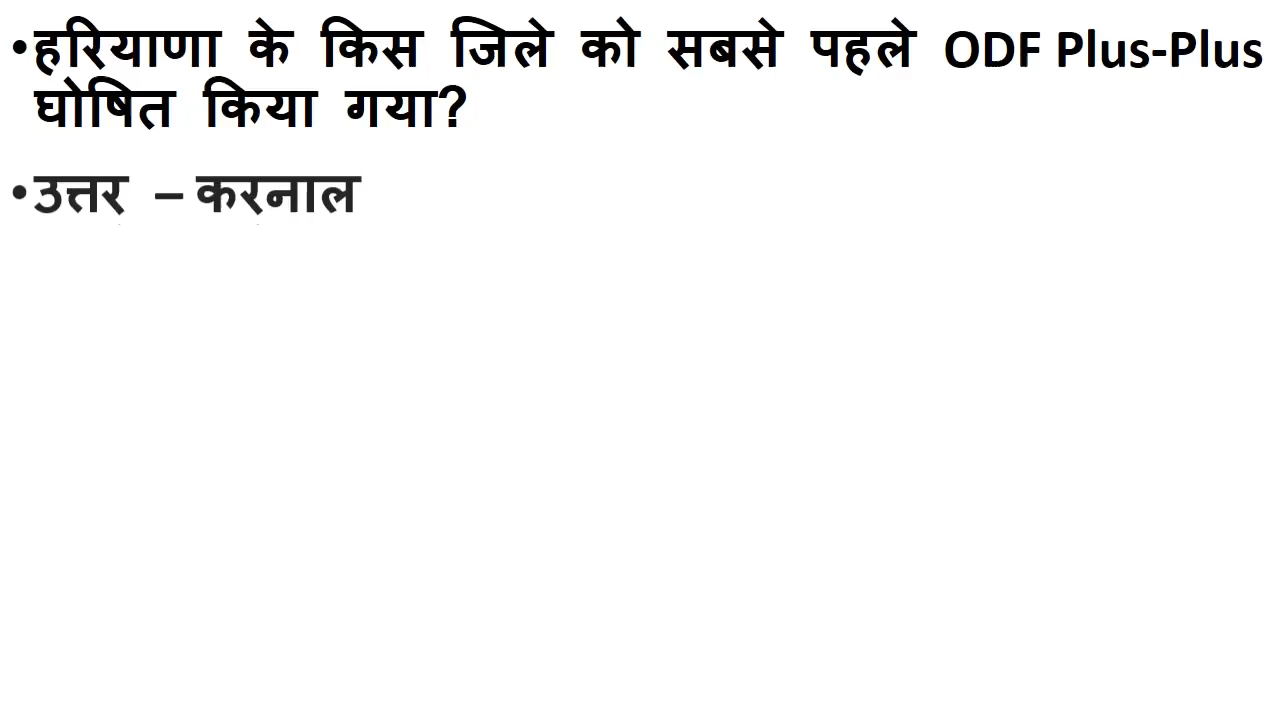 •हरियाणा के किस जिले को सबसे पहले ODF Plus-Plus
घोषित किया गया?
•उत्तर – करनाल